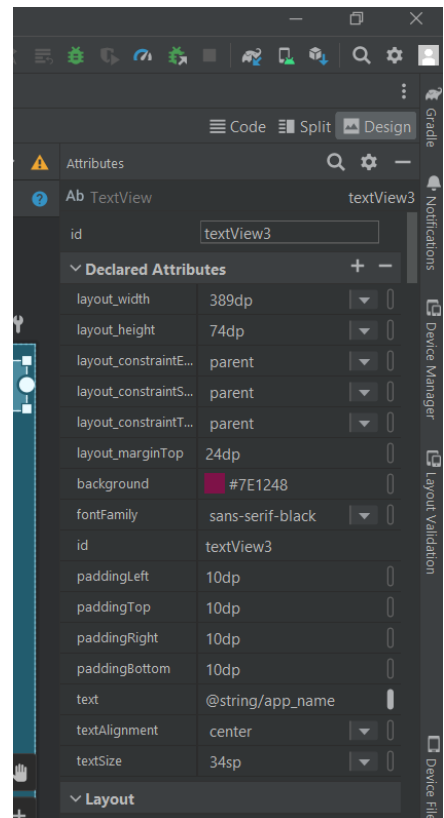 Code Split Design
Attributes
Ab TextView textView3
id textView3
Declared Attributes
layout_width 389dp
layout_height 74dp
layout_constraintE... parent
layout_constraintS... parent
layout_constraintT... parent
layout_marginTop 24dp
background #7E1248
fontFamily sans-serif-black
id textView3
paddingLeft 10dp
paddingTop 10dp
paddingRight 10dp
paddingBottom 10dp
text @string/app_name
textAlignment center
textSize 34sp
Layout
Gradle
Notifications
Device Manager
Layout Validation
Device File